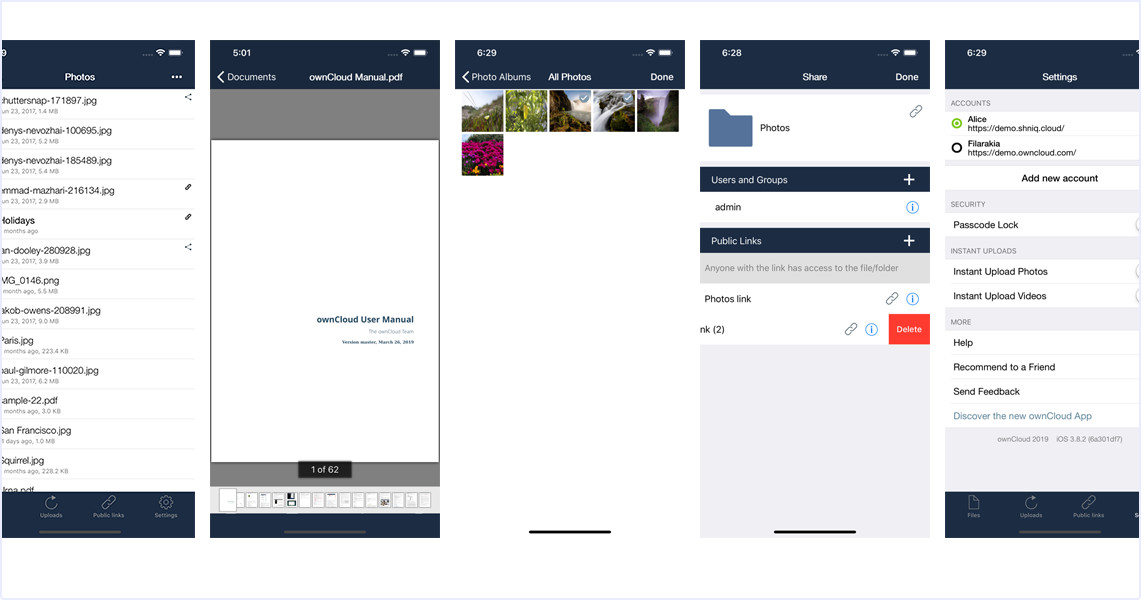 9
Photos
•••
huttersnap-171897.jpg
un 23, 2017, 1.4 MB
denys-nevozhai-100695.jpg
un 23, 2017, 5.2 MB
denys-nevozhai-185489.jpg
un 23, 2017, 5.4 MB
mmad-mazhari-216134.jpg
un 23, 2017, 2.9 MB
Holidays
months ago
an-dooley-280928.jpg
un 23, 2017, 3.9 MB
MG_0146.png
month ago, 5.5 MB
akob-owens-208991.jpg
un 23, 2017, 9.0 MB
Paris.jpg
months ago, 223.4 KB
paul-gilmore-110020.jpg
un 23, 2017, 6.2 MB
ample-22.pdf
months ago, 3.0 KB
San Francisco.jpg
days ago, 1.0 MB
Squirrel.jpg
months ago, 228.2 KB
Uploads
Public links
Settings
5:01
Documents
ownCloud Manual.pdf
ownCloud User Manual
The ownCloud Team
Version master, March 26, 2019
1 of 62
6:29
Photo Albums
All Photos
Done
6:28
Share
Done
Photos
Users and Groups
admin
Public Links
Anyone with the link has access to the file/folder
Photos link
nk (2)
Delete
6:29
Settings
ACCOUNTS
Alice
https://demo.shniq.cloud/
Filarakia
https://demo.owncloud.com/
Add new account
SECURITY
Passcode Lock
INSTANT UPLOADS
Instant Upload Photos
Instant Upload Videos
MORE
Help
Recommend to a Friend
Send Feedback
Discover the new ownCloud App
ownCloud 2019 iOS 3.8.2 (6a301df7)
Files
Uploads
Public links